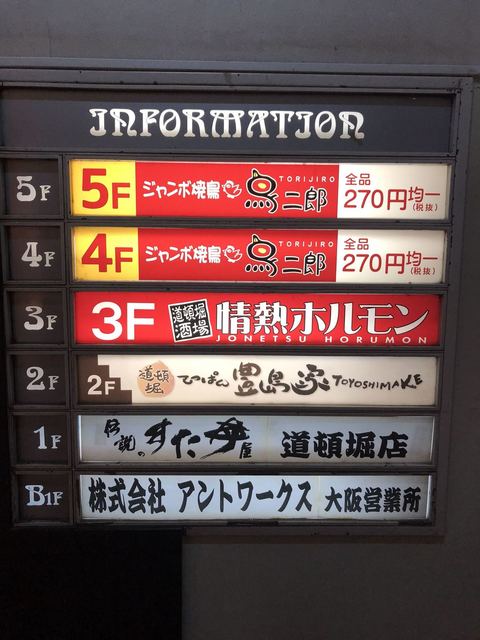 INFORMATION
5F
5F ジャンボ焼鳥 TORIJIRO 鳥二郎 全品 270円均一 (税抜)
4F
4F ジャンボ焼鳥 TORIJIRO 鳥二郎 全品 270円均一 (税抜)
3F
3F 道頓堀酒場 情熱ホルモン
JONETSU HORUMON
2F
2F 道頓堀 てっぱん 豊島家 TOYOSHIMAKE
1F
伝説のすた丼屋 道頓堀店
B1F
株式会社 アントワークス 大阪営業所